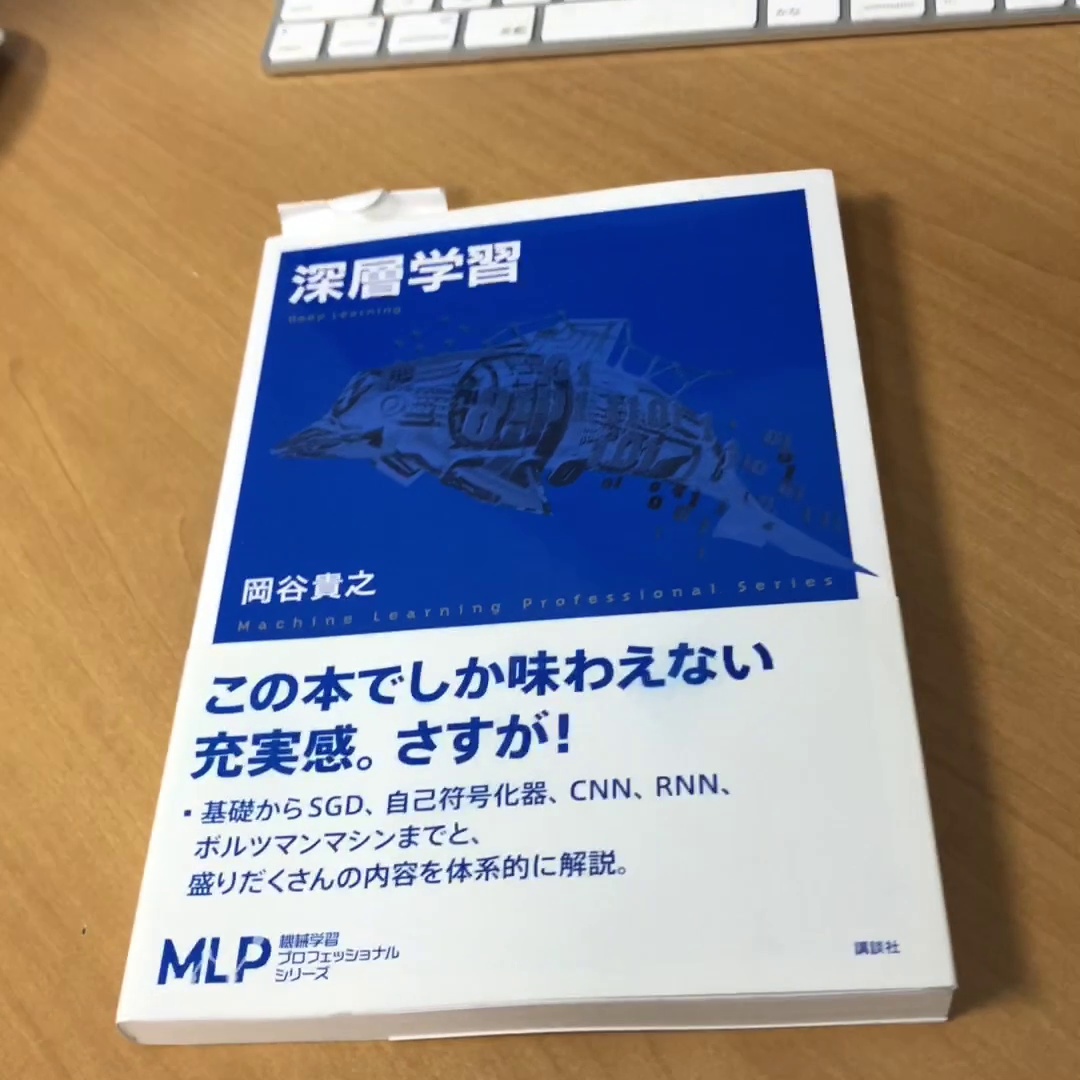 かな
深層学習
Deep Learning
岡谷貴之
Machine Learning Professional Series
この本でしか味わえない
充実感。さすが!
▪ 基礎からSGD、自己符号化器、CNN、RNN、
ボルツマンマシンまでと、
盛りだくさんの内容を体系的に解説。
MLP
機械学習
プロフェッショナル
シリーズ
講談社